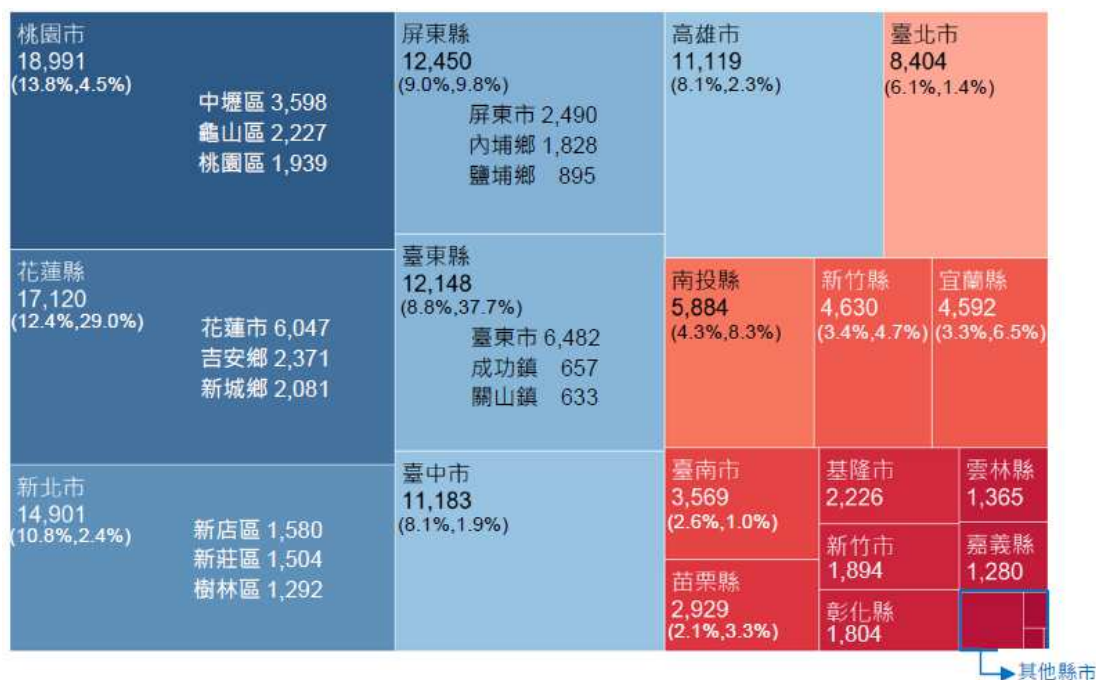 桃園市
18,991
(13.8%,4.5%)
中壢區 3,598
龜山區 2,227
桃園區 1,939
花蓮縣
17,120
(12.4%,29.0%)
花蓮市 6,047
吉安鄉 2,371
新城鄉 2,081
新北市
14,901
(10.8%,2.4%)
新店區 1,580
新莊區 1,504
樹林區 1,292
屏東縣
12,450
(9.0%,9.8%)
屏東市 2,490
內埔鄉 1,828
鹽埔鄉 895
臺東縣
12,148
(8.8%,37.7%)
臺東市 6,482
成功鎮 657
關山鎮 633
臺中市
11,183
(8.1%,1.9%)
高雄市
11,119
(8.1%,2.3%)
臺北市
8,404
(6.1%,1.4%)
南投縣
5,884
(4.3%,8.3%)
新竹縣
4,630
(3.4%,4.7%)
宜蘭縣
4,592
(3.3%,6.5%)
臺南市
3,569
(2.6%,1.0%)
苗栗縣
2,929
(2.1%,3.3%)
基隆市
2,226
新竹市
1,894
彰化縣
1,804
雲林縣
1,365
嘉義縣
1,280
其他縣市